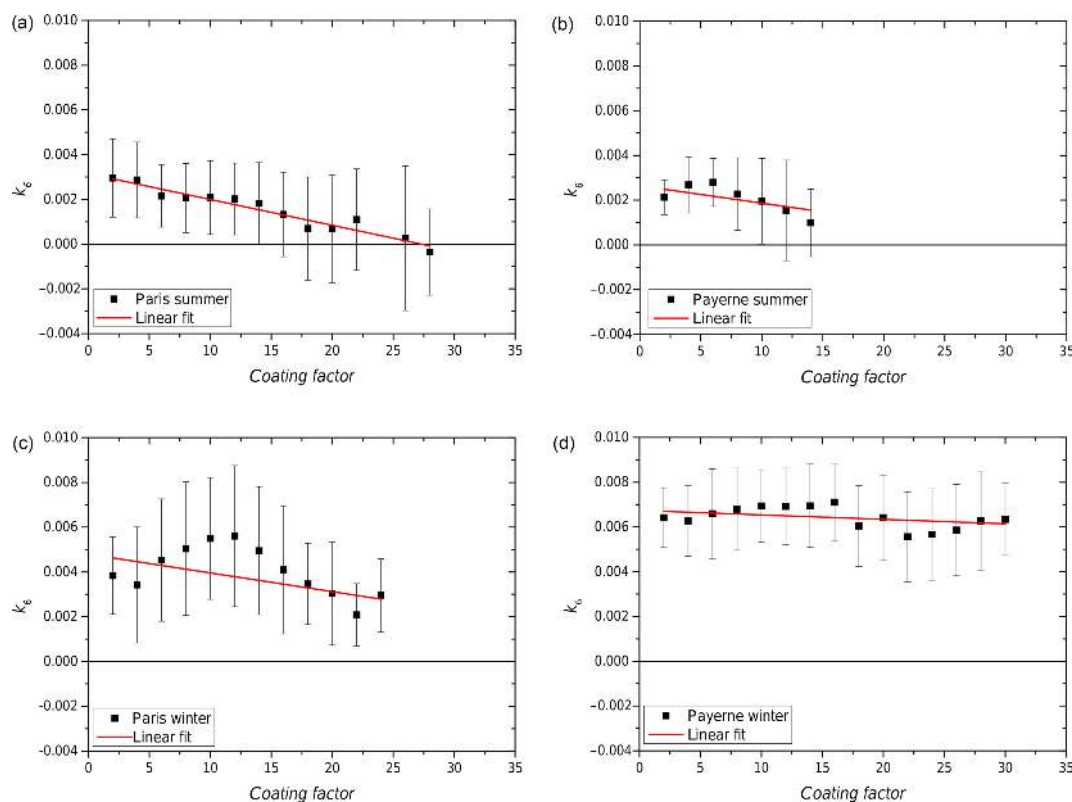 (a)
0.010
0.008
0.006
0.004
0.002
0.000
−0.002
−0.004
k6
Paris summer
Linear fit
0 5 10 15 20 25 30 35
Coating factor
(b)
0.010
0.008
0.006
0.004
0.002
0.000
−0.002
−0.004
k6
Payerne summer
Linear fit
0 5 10 15 20 25 30 35
Coating factor
(c)
0.010
0.008
0.006
0.004
0.002
0.000
−0.002
−0.004
k6
Paris winter
Linear fit
0 5 10 15 20 25 30 35
Coating factor
(d)
0.010
0.008
0.006
0.004
0.002
0.000
−0.002
−0.004
k6
Payerne winter
Linear fit
0 5 10 15 20 25 30 35
Coating factor